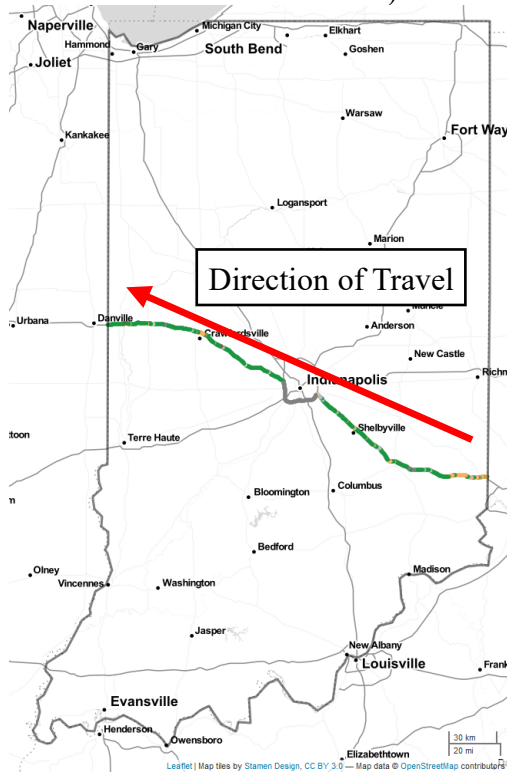 Michigan City
Naperville
Elkhart
Hammond
Gary
South Bend
Goshen
Joliet
Warsaw
Kankakee
Fort Way
Logansport
Marion
Direction of Travel
Urbana
Danville
Anderson
Crawfordsville
New Castle
Indianapolis
Richn
Shelbyville
toon
Terre Haute
Columbus
Bloomington
Bedford
Olney
Madison
Vincennes
Washington
Jasper
New Albany
Louisville
Frank
Evansville
Henderson
Owensboro
30 km
20 mi
Elizabethtown
Leaflet | Map tiles by Stamen Design, CC BY 3.0 — Map data © OpenStreetMap contributors